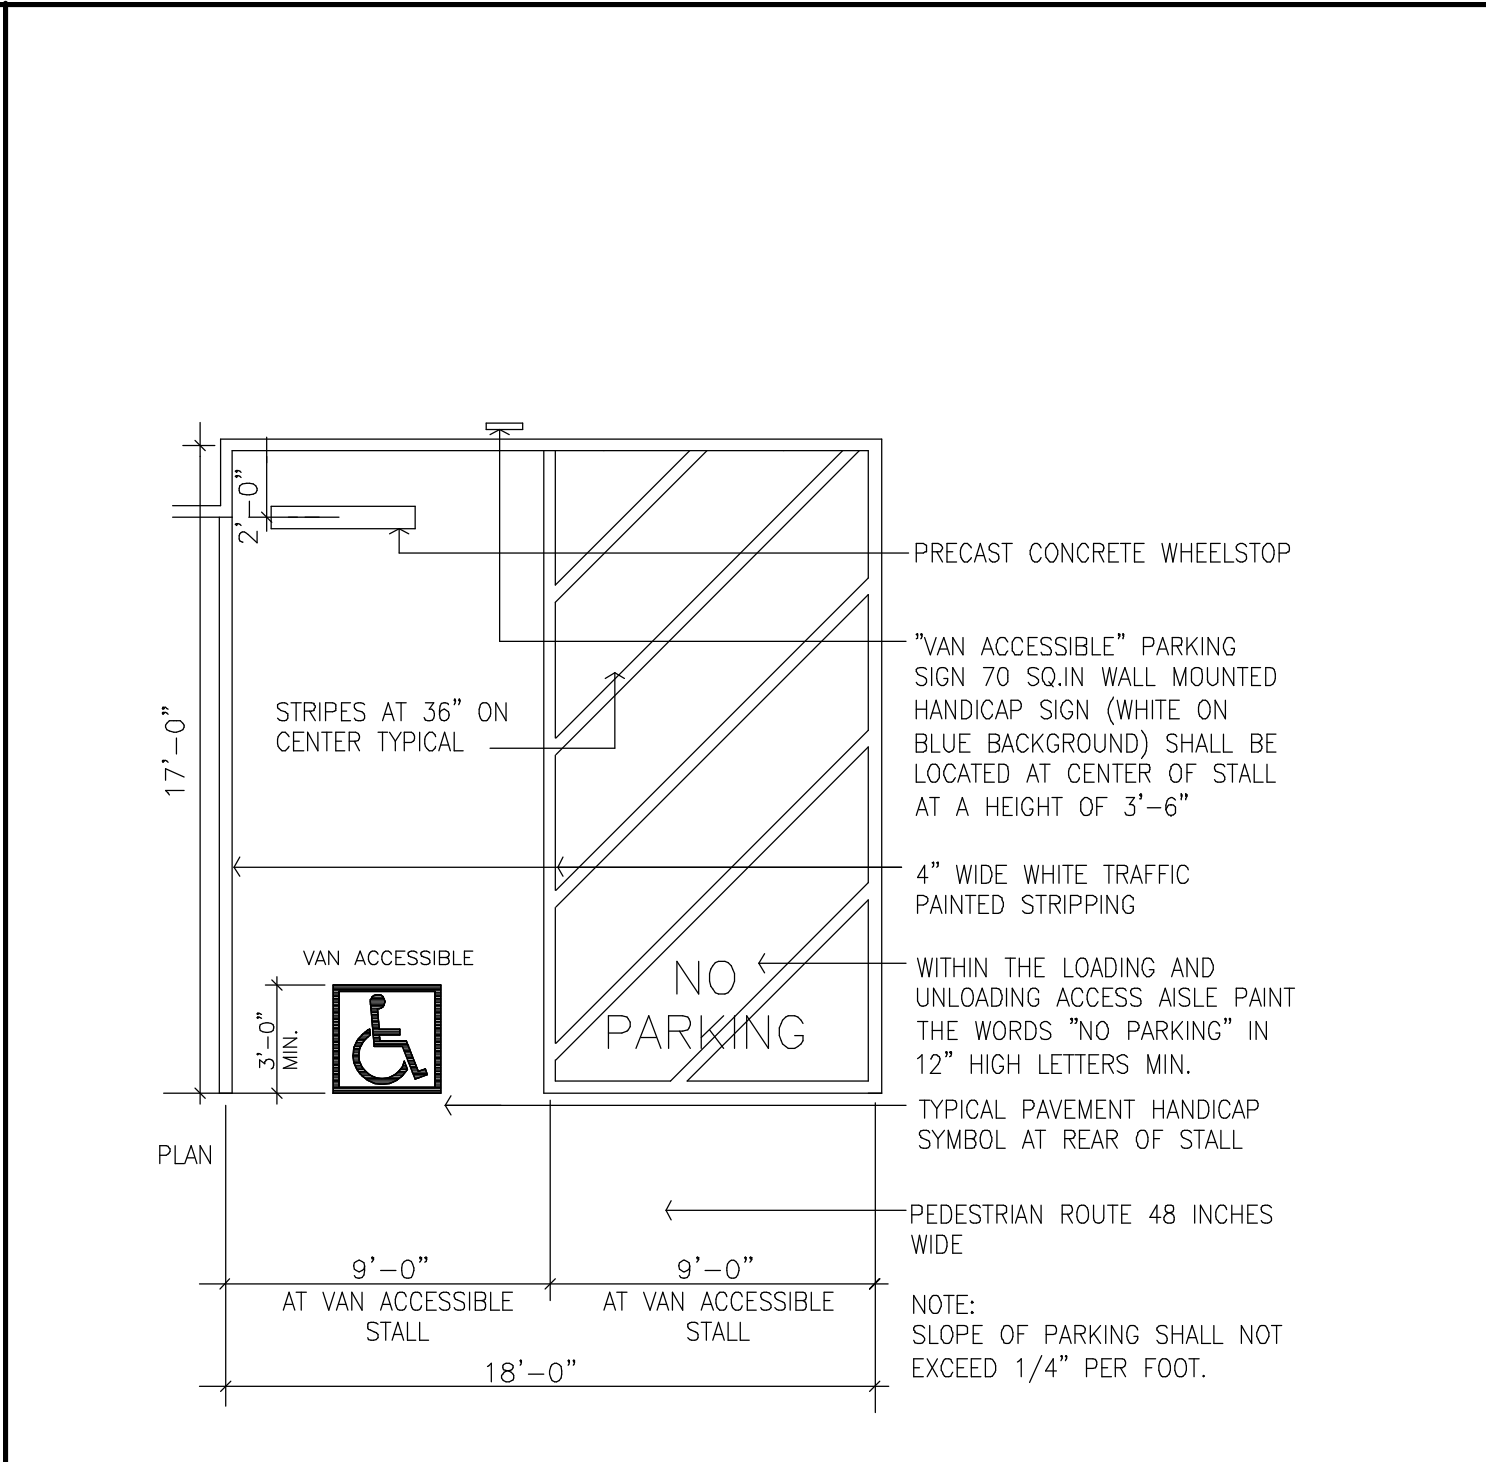 2'-0"
PRECAST CONCRETE WHEELSTOP
"VAN ACCESSIBLE" PARKING
SIGN 70 SQ.IN WALL MOUNTED
HANDICAP SIGN (WHITE ON
BLUE BACKGROUND) SHALL BE
LOCATED AT CENTER OF STALL
AT A HEIGHT OF 3'-6"
STRIPES AT 36" ON
CENTER TYPICAL
17'-0"
4" WIDE WHITE TRAFFIC
PAINTED STRIPPING
VAN ACCESSIBLE
NO
PARKING
WITHIN THE LOADING AND
UNLOADING ACCESS AISLE PAINT
THE WORDS "NO PARKING" IN
12" HIGH LETTERS MIN.
3'-0"
MIN.
TYPICAL PAVEMENT HANDICAP
SYMBOL AT REAR OF STALL
PLAN
PEDESTRIAN ROUTE 48 INCHES
WIDE
9'-0"
AT VAN ACCESSIBLE
STALL
9'-0"
AT VAN ACCESSIBLE
STALL
18'-0"
NOTE:
SLOPE OF PARKING SHALL NOT
EXCEED 1/4" PER FOOT.